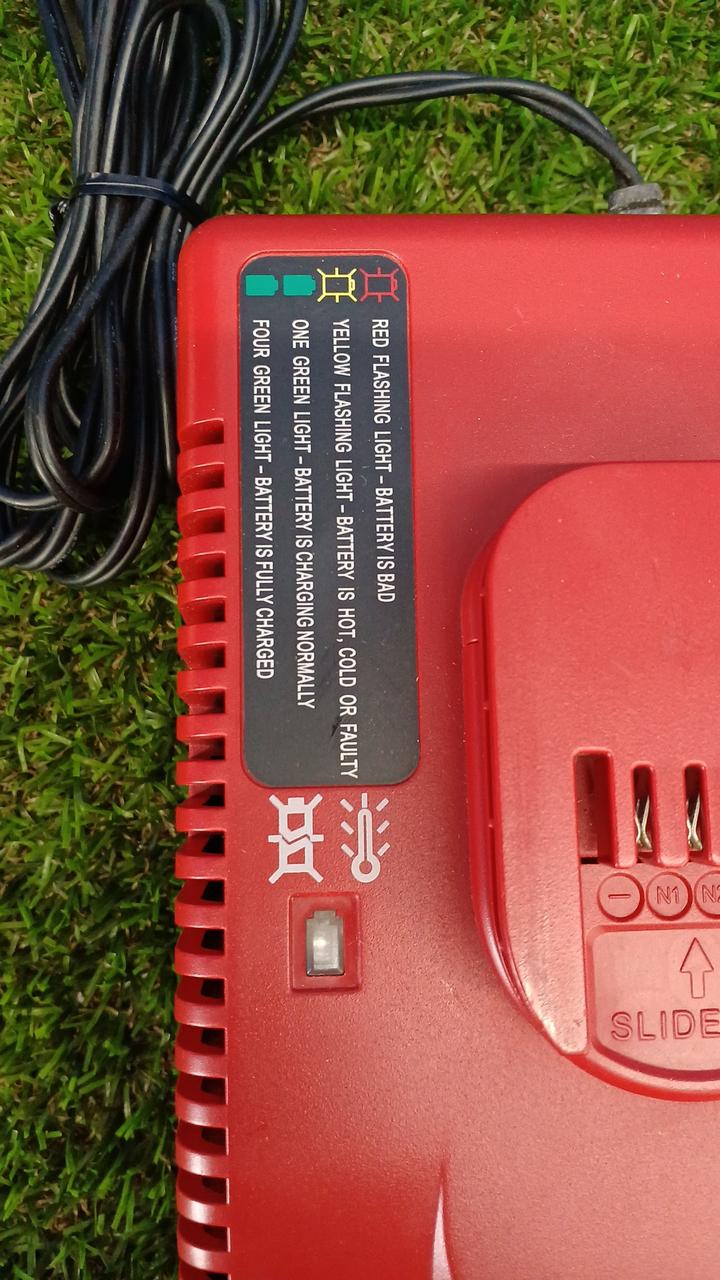 RED FLASHING LIGHT – BATTERY IS BAD
YELLOW FLASHING LIGHT – BATTERY IS HOT, COLD OR FAULTY
ONE GREEN LIGHT – BATTERY IS CHARGING NORMALLY
FOUR GREEN LIGHT – BATTERY IS FULLY CHARGED
– N1 N2
SLIDE